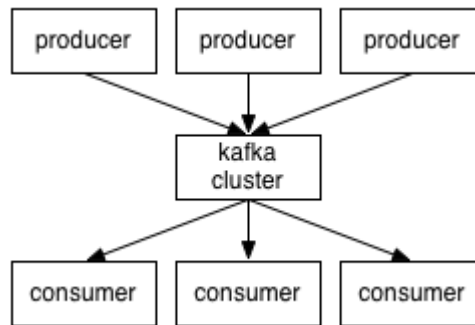 producer
producer
producer
kafka
cluster
consumer
consumer
consumer